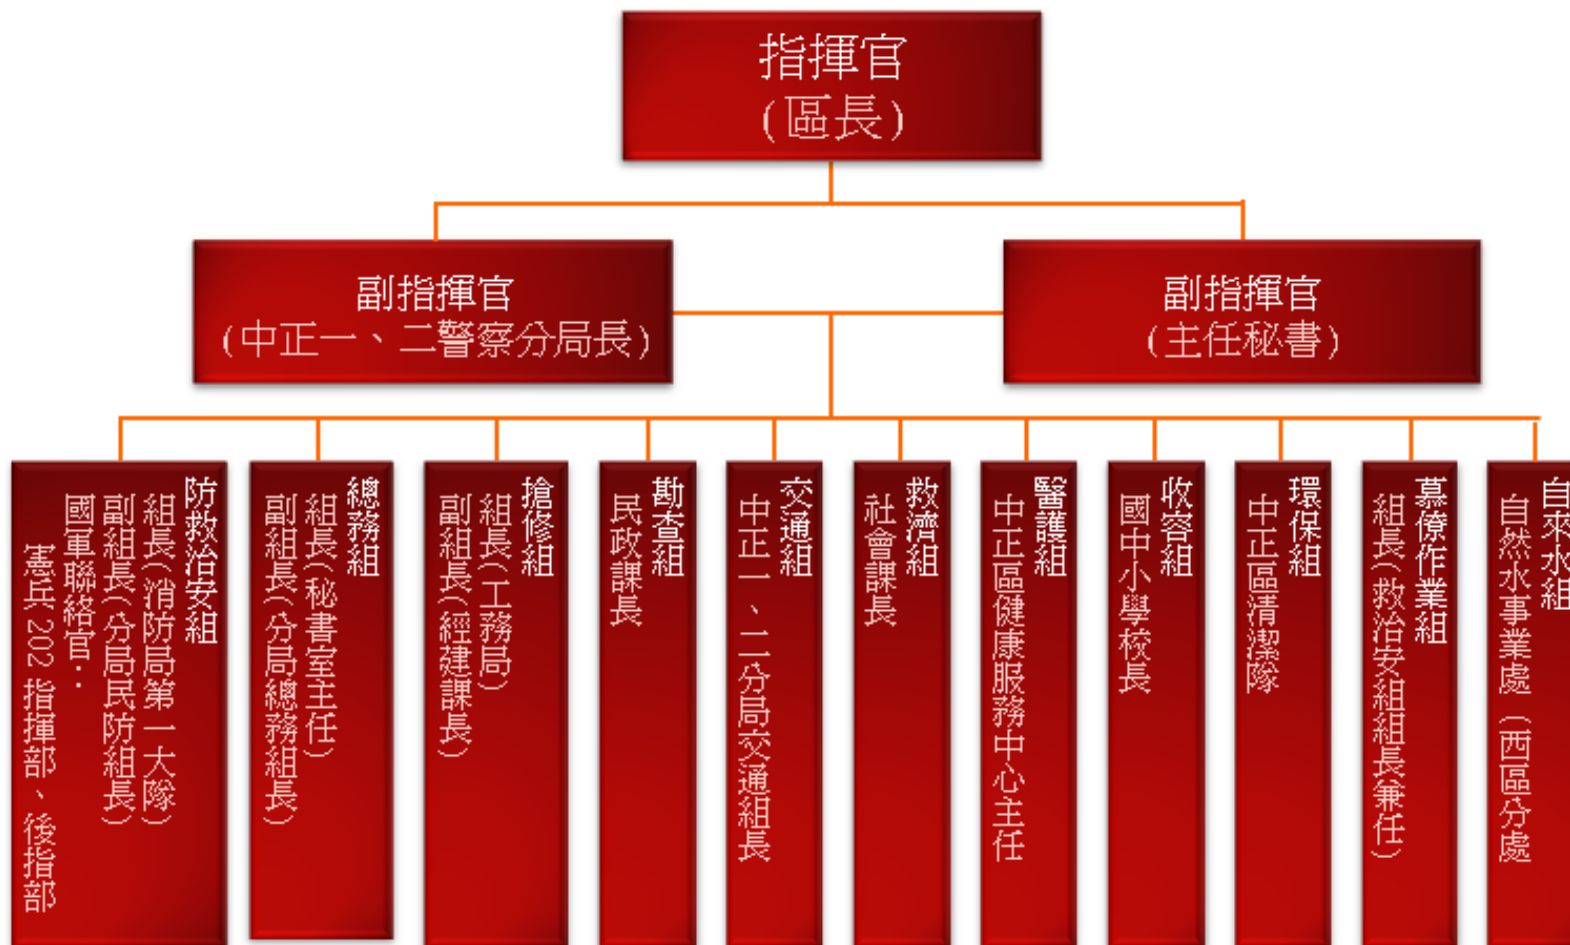 指揮官
(區長)
副指揮官
(中正一、二警察分局長)
副指揮官
(主任秘書)
防救治安組
組長(消防局第一大隊)
副組長(分局民防組長)
國軍聯絡官：
憲兵202指揮部、後指部
總務組
組長(秘書室主任)
副組長(分局總務組長)
搶修組
組長(工務局)
副組長(經建課長)
勘查組
民政課長
交通組
中正一、二分局交通組長
救濟組
社會課長
醫護組
中正區健康服務中心主任
收容組
國中小學校長
環保組
中正區清潔隊
幕僚作業組
組長(救治安組組長兼任)
自來水組
自然水事業處（西區分處